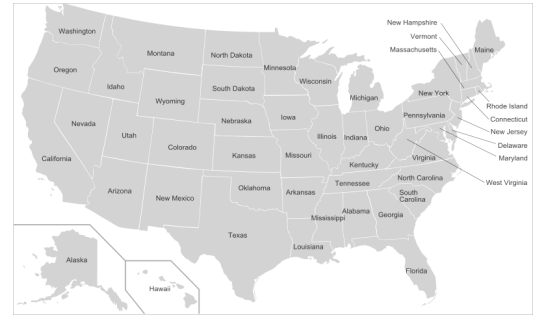 New Hampshire
Washington
Vermont
Massachusetts
Maine
Montana
North Dakota
Minnesota
Oregon
Wisconsin
Idaho
South Dakota
Michigan
New York
Wyoming
Rhode Island
Connecticut
Pennsylvania
Nebraska
Iowa
Nevada
New Jersey
Ohio
Utah
Illinois
Indiana
Delaware
Colorado
California
Kansas
Missouri
Virginia
Maryland
Kentucky
North Carolina
West Virginia
Tennessee
Arizona
New Mexico
Oklahoma
Arkansas
South
Carolina
Mississippi
Alabama
Georgia
Texas
Louisiana
Alaska
Florida
Hawaii